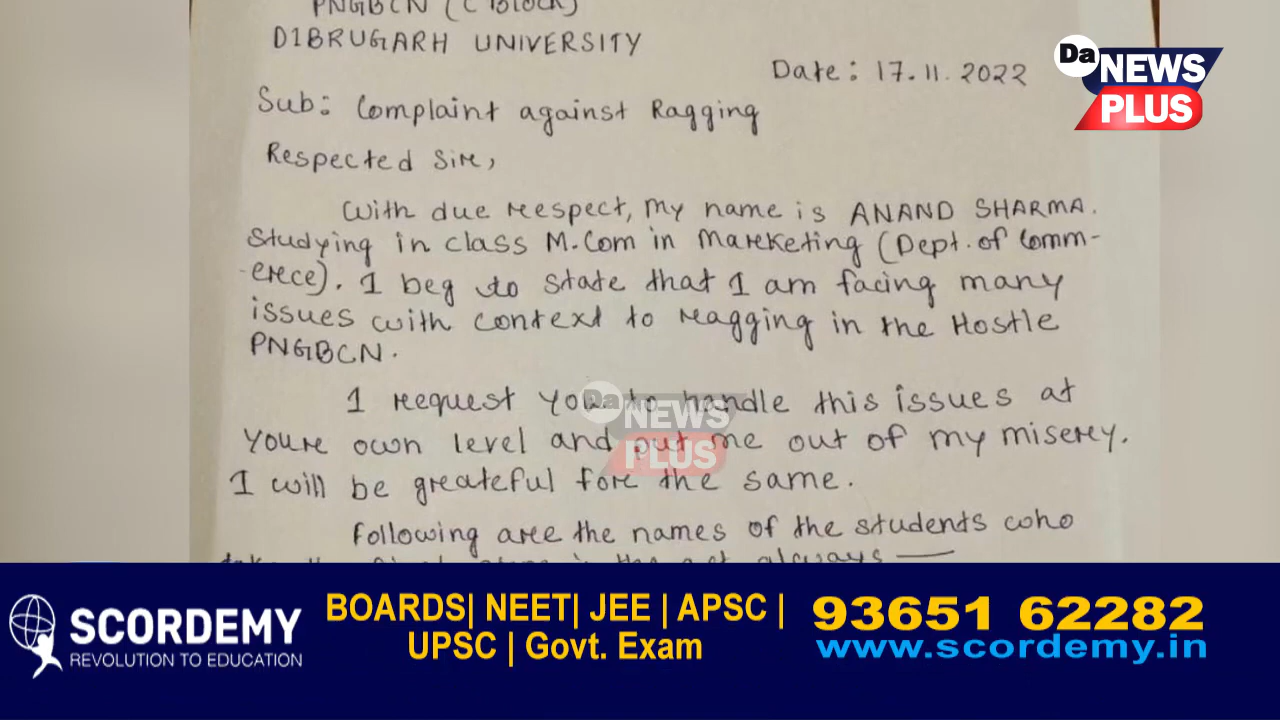 PNGBCN (C Block)
DIBRUGARH UNIVERSITY
Date: 17.11.2022
Sub: Complaint against Ragging
Respected Sir,
With due respect, my name is ANAND SHARMA.
Studying in class M.Com in Marketing (Dept. of Comm-
-erce). I beg to state that I am facing many
issues with context to ragging in the Hostle
PNGBCN.
I request you to handle this issues at
your own level and put me out of my misery.
I will be greateful for the same.
Following are the names of the students who
always —
Da NEWS PLUS
Da NEWS PLUS
SCORDEMY
REVOLUTION TO EDUCATION
BOARDS| NEET| JEE | APSC |
UPSC | Govt. Exam
93651 62282
www.scordemy.in